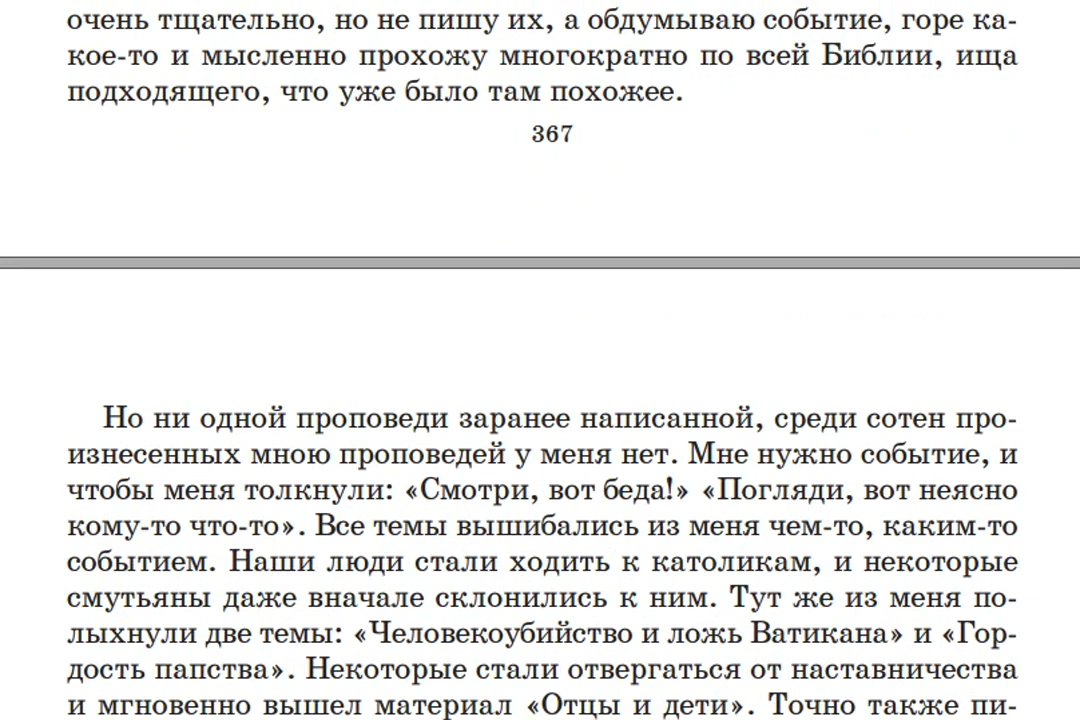 очень тщательно, но не пишу их, а обдумываю событие, горе ка-
кое-то и мысленно прохожу многократно по всей Библии, ища
подходящего, что уже было там похожее.
367
Но ни одной проповеди заранее написанной, среди сотен про-
изнесенных мною проповедей у меня нет. Мне нужно событие, и
чтобы меня толкнули: «Смотри, вот беда!» «Погляди, вот неясно
кому-то что-то». Все темы вышибались из меня чем-то, каким-то
событием. Наши люди стали ходить к католикам, и некоторые
смутьяны даже вначале склонились к ним. Тут же из меня по-
лыхнули две темы: «Человекоубийство и ложь Ватикана» и «Гор-
дость папства». Некоторые стали отвергаться от наставничества
и мгновенно вышел материал «Отцы и дети». Точно также пи-